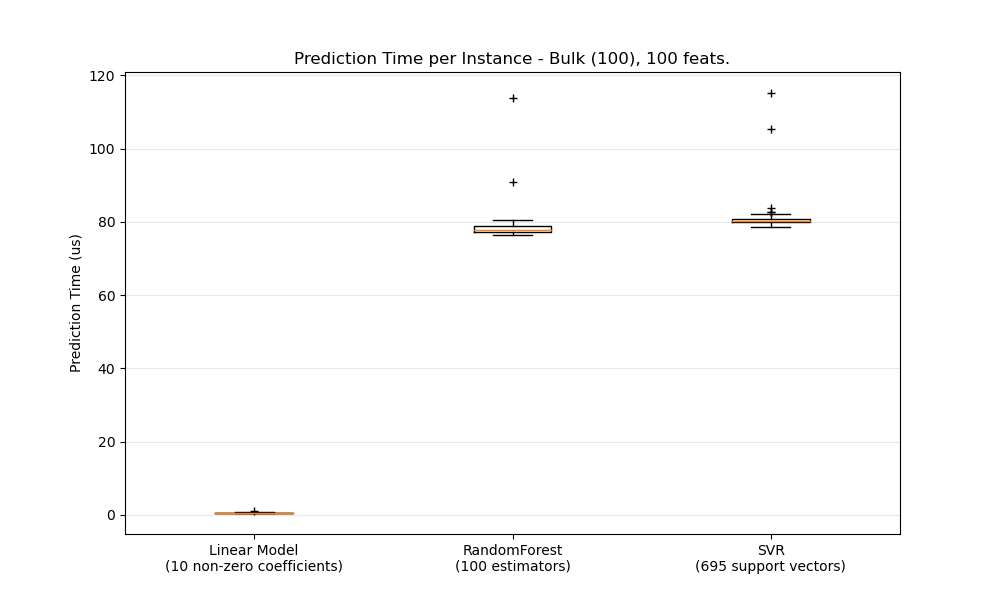 Prediction Time per Instance - Bulk (100), 100 feats.
120
100
80
60
40
20
0
Prediction Time (us)
Linear Model
(10 non-zero coefficients)
RandomForest
(100 estimators)
SVR
(695 support vectors)